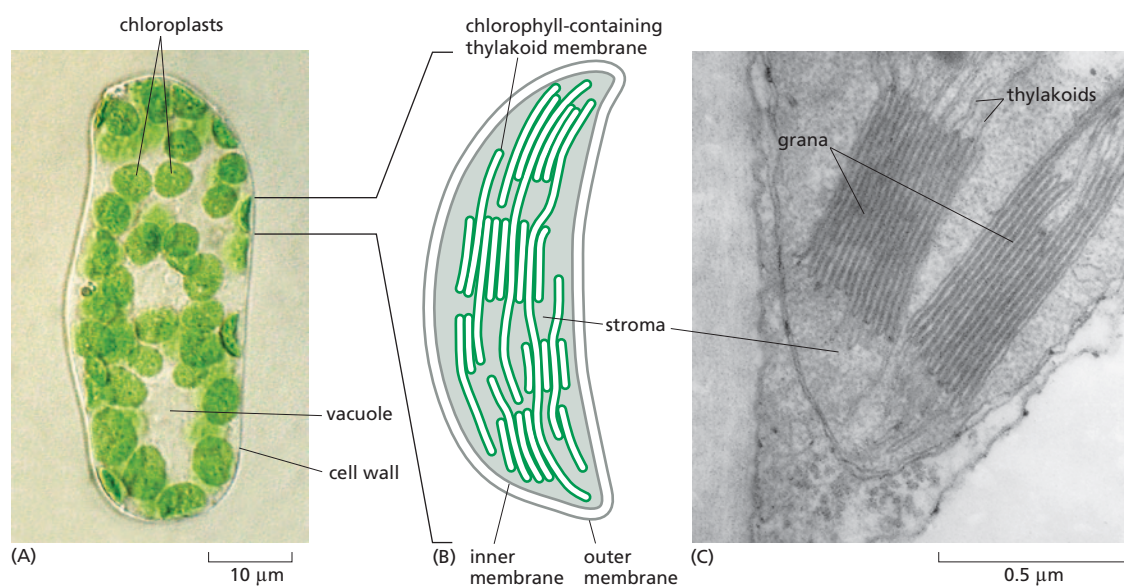 chloroplasts
chlorophyll-containing
thylakoid membrane
thylakoids
grana
stroma
vacuole
cell wall
(A)
10 µm
(B)
inner
membrane
outer
membrane
(C)
0.5 µm